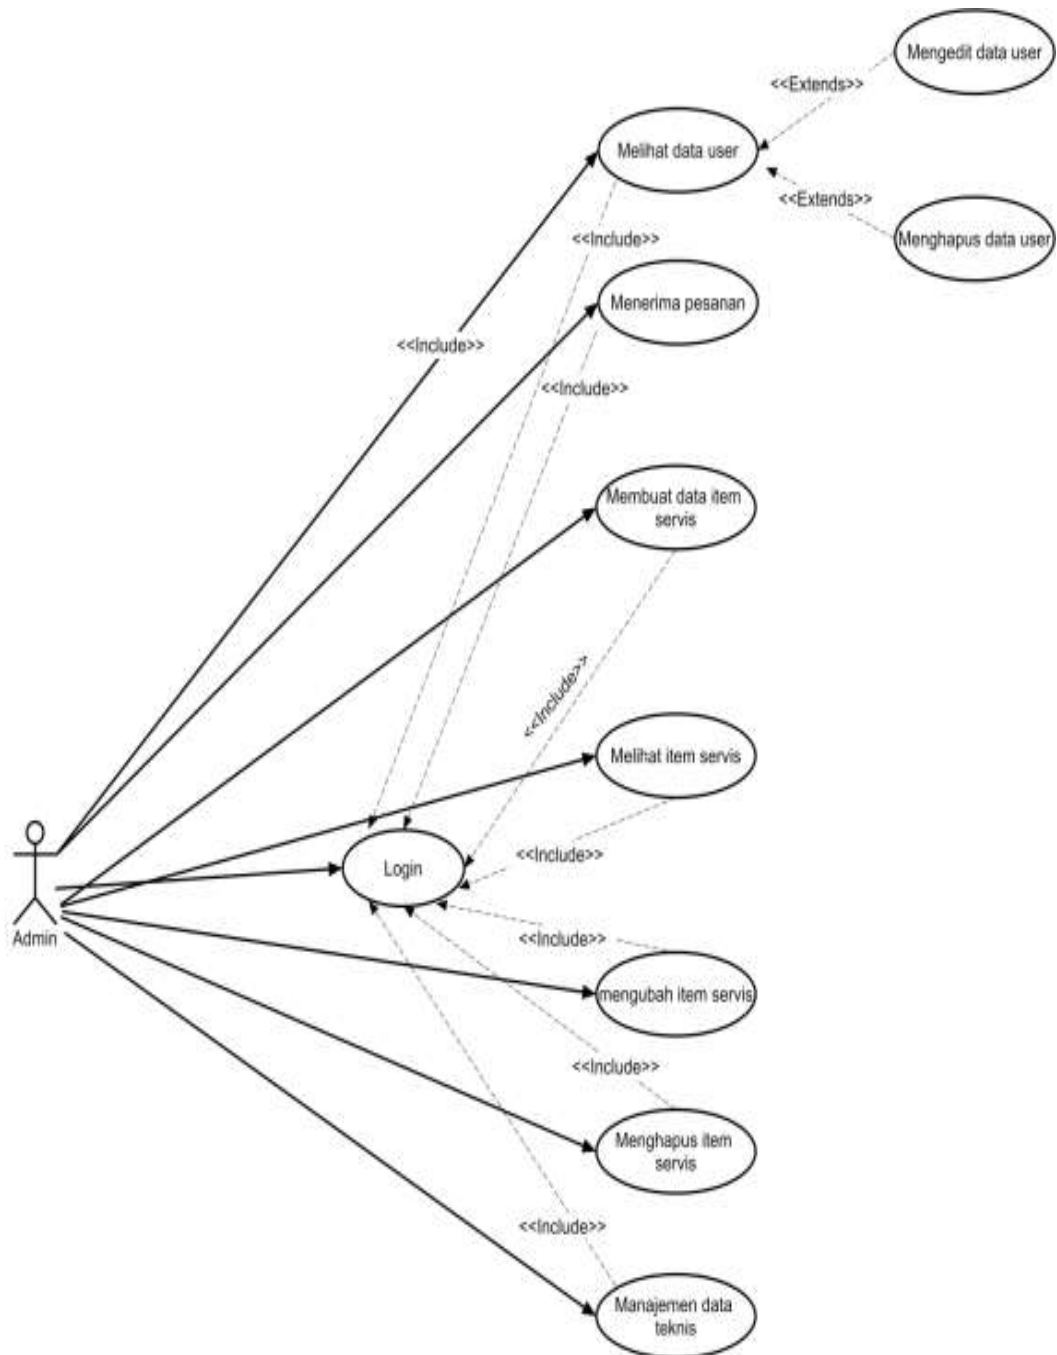 Mengedit data user
<<Extends>>
Melihat data user
<<Extends>>
Menghapus data user
<<Include>>
Menerima pesanan
<<Include>>
<<Include>>
Membuat data item
servis
<<Include>>
Melihat item servis
<<Include>>
Login
Admin
<<Include>>
mengubah item servis
<<Include>>
Menghapus item
servis
<<Include>>
Manajemen data
teknis